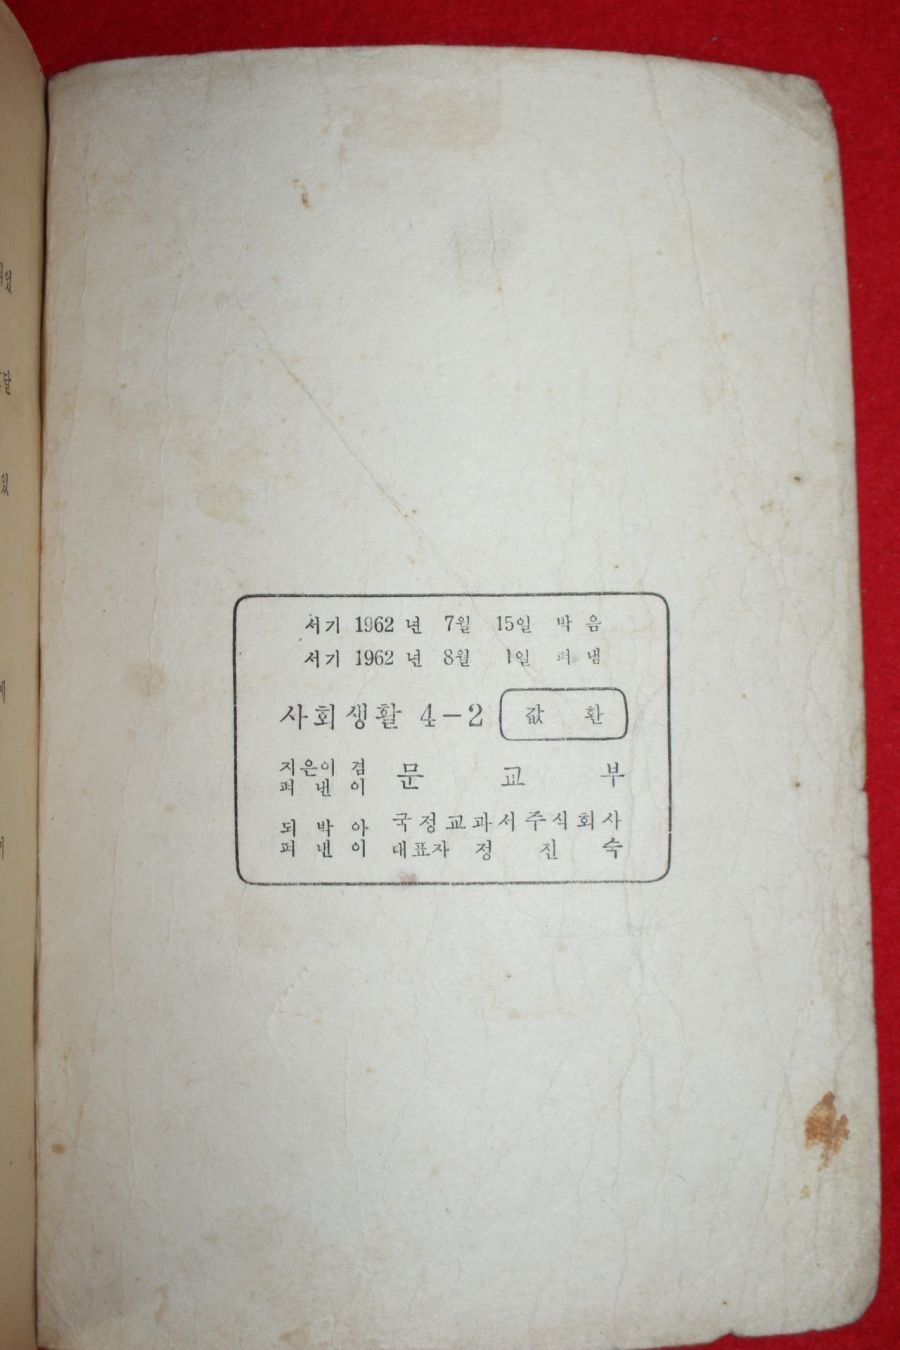 서기 1962 년 7월 15일 박 음
서기 1962 년 8월 1일 펴 냄
사회생활 4-2 값 환
지은이 겸
펴 낸 이 문 교 부
되 박 아
펴 낸 이 국정교과서주식회사
대표자 정 진 숙